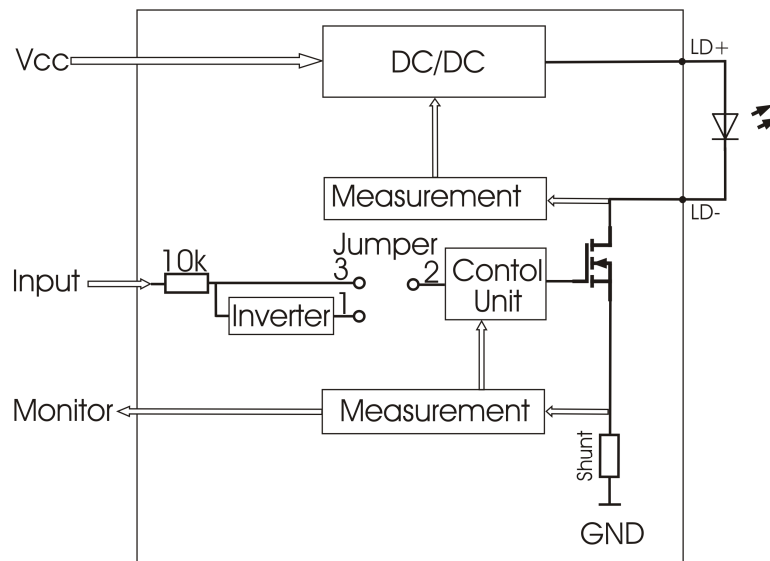 Vcc
DC/DC
LD+
Measurement
LD-
Jumper
Input
10k
3
2
Contol
Unit
Inverter
1
Monitor
Measurement
Shunt
GND